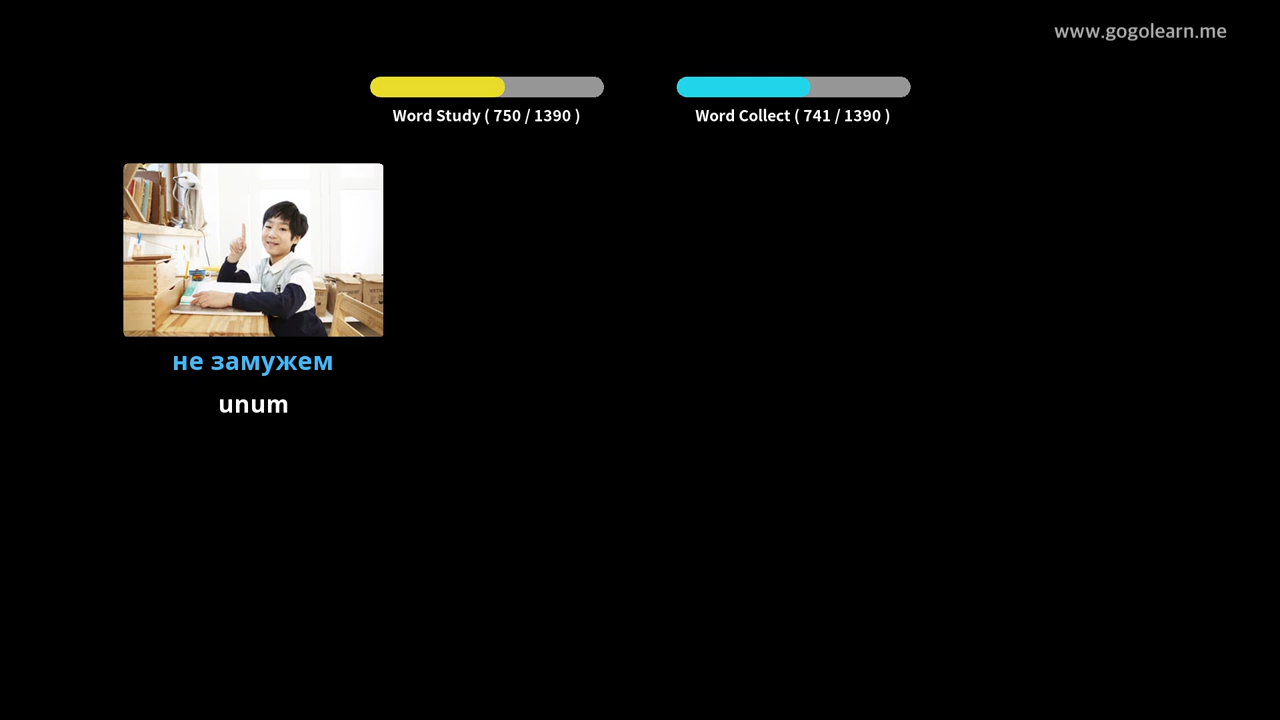 www.gogolearn.me
Word Study ( 750 / 1390 )
Word Collect ( 741 / 1390 )
не замужем
unum